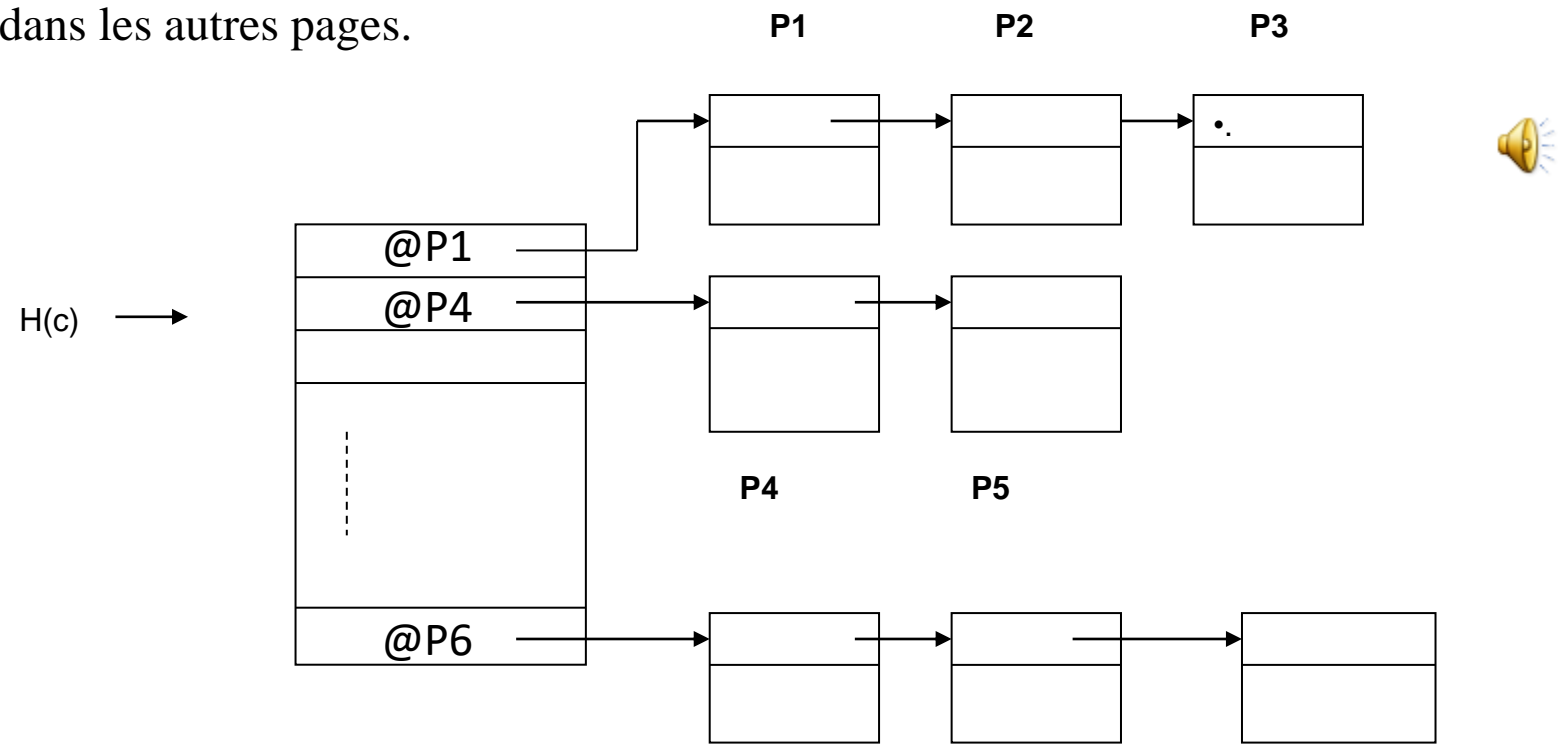 dans les autres pages.
P1 P2 P3
•.
@P1
@P4
H(c)
P4 P5
@P6